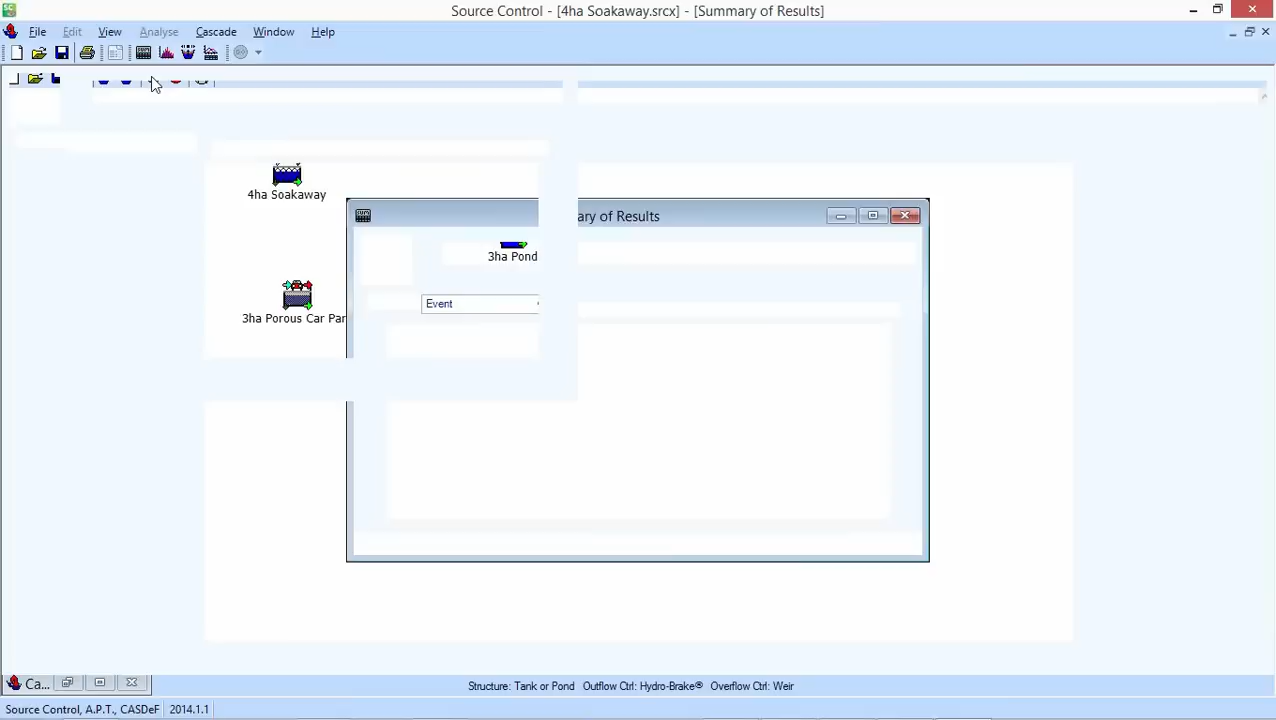 Source Control - [4ha Soakaway.srcx] - [Summary of Results]
File Edit View Analyse Cascade Window Help
4ha Soakaway
ary of Results
3ha Pond
Event
3ha Porous Car Par
Ca...
Structure: Tank or Pond Outflow Ctrl: Hydro-Brake® Overflow Ctrl: Weir
Source Control, A.P.T., CASDeF 2014.1.1